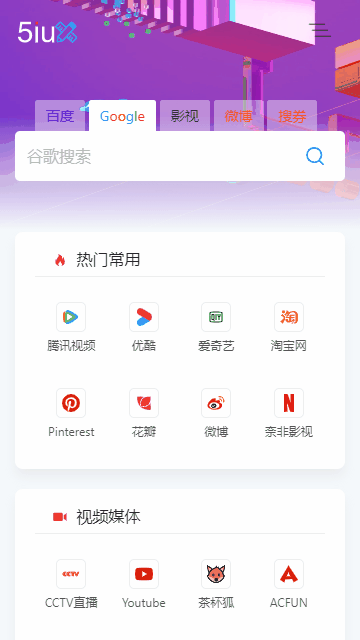 5iux
百度 Google 影视 微博 搜券
谷歌搜索
热门常用
腾讯视频 优酷 爱奇艺 淘宝网
Pinterest 花瓣 微博 奈非影视
视频媒体
CCTV直播 Youtube 茶杯狐 ACFUN